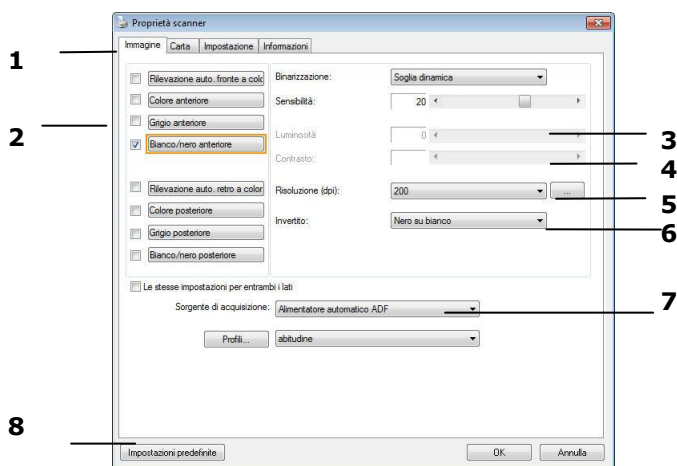 Proprietà scanner
Immagine Carta Impostazione Informazioni
1
Rilevazione auto. fronte a colo
Binarizzazione: Soglia dinamica
Colore anteriore
Sensibilità: 20
Grigio anteriore
2
Bianco/nero anteriore
Luminosità 0
3
Contrasto:
4
Rilevazione auto. retro a color
Risoluzione (dpi): 200 ...
5
Colore posteriore
Invertito: Nero su bianco
6
Grigio posteriore
Bianco/nero posteriore
Le stesse impostazioni per entrambi i lati
Sorgente di acquisizione: Alimentatore automatico ADF
7
Profili... abitudine
8
Impostazioni predefinite OK Annulla